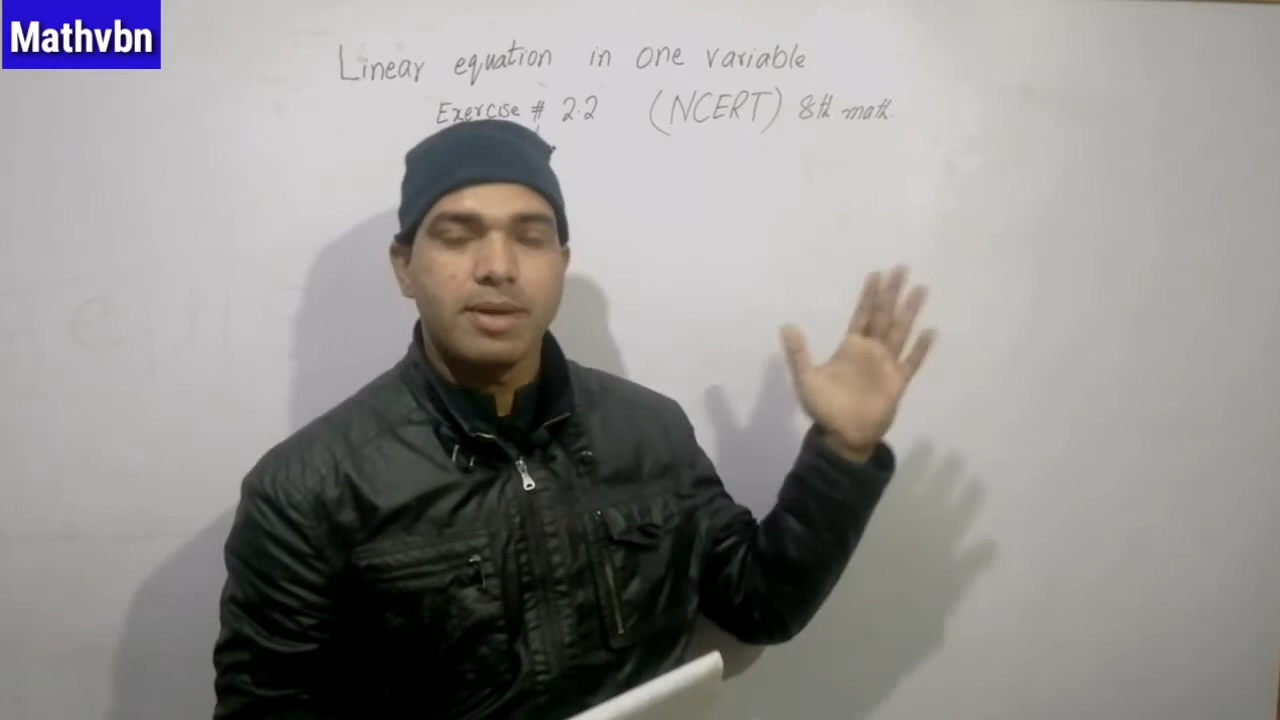 Mathvbn
Linear equation in one variable
Exercise # 2.2 (NCERT) 8th math.